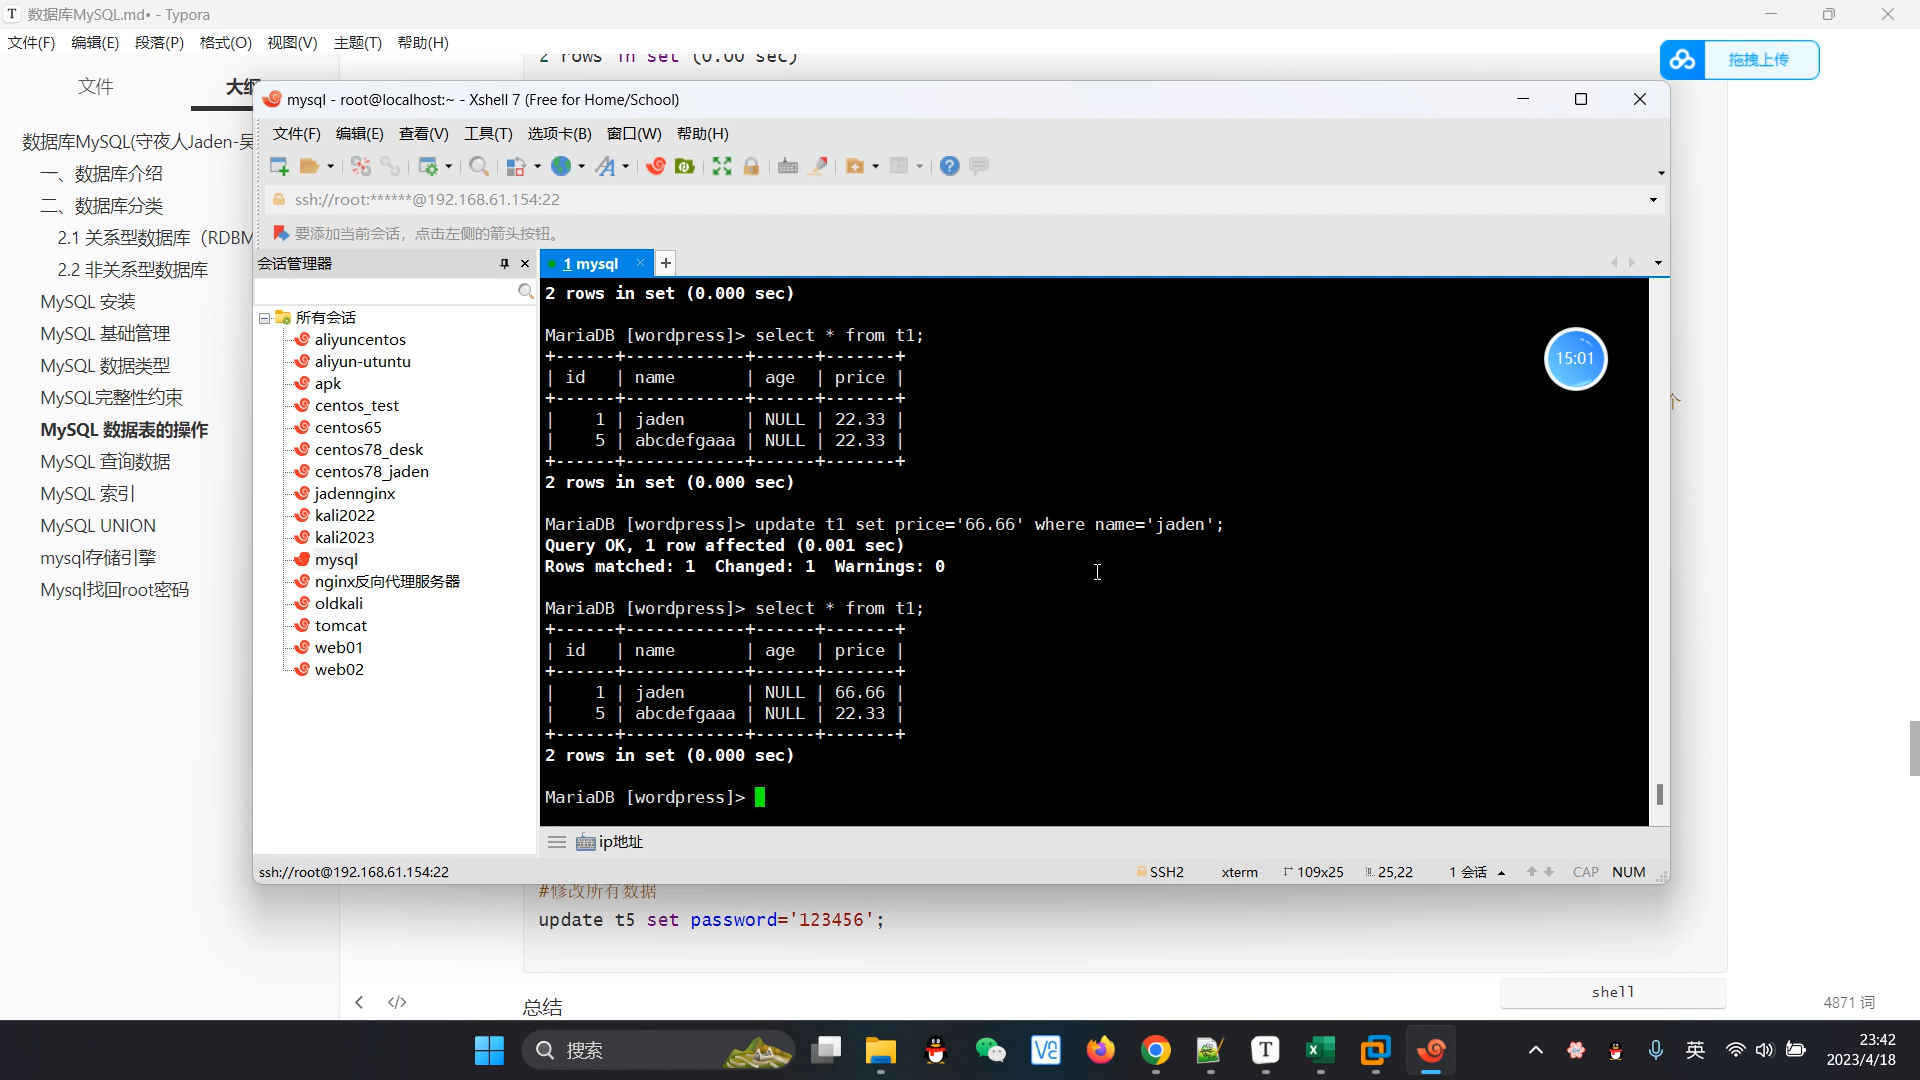 数据库MySQL.md• - Typora
文件(F) 编辑(E) 段落(P) 格式(O) 视图(V) 主题(T) 帮助(H)
文件
数据库MySQL(守夜人Jaden-吴
一、数据库介绍
二、数据库分类
2.1 关系型数据库（RDBM
2.2 非关系型数据库
MySQL 安装
MySQL 基础管理
MySQL 数据类型
MySQL完整性约束
MySQL 数据表的操作
MySQL 查询数据
MySQL 索引
MySQL UNION
mysql存储引擎
Mysql找回root密码
2 rows in set (0.00 sec)
拖拽上传
mysql - root@localhost:~ - Xshell 7 (Free for Home/School)
文件(F) 编辑(E) 查看(V) 工具(T) 选项卡(B) 窗口(W) 帮助(H)
ssh://root:******@192.168.61.154:22
要添加当前会话，点击左侧的箭头按钮。
会话管理器
所有会话
aliyuncentos
aliyun-utuntu
apk
centos_test
centos65
centos78_desk
centos78_jaden
jadennginx
kali2022
kali2023
mysql
nginx反向代理服务器
oldkali
tomcat
web01
web02
1 mysql
2 rows in set (0.000 sec)
MariaDB [wordpress]> select * from t1;
+------+------------+------+-------+
| id   | name       | age  | price |
+------+------------+------+-------+
|    1 | jaden      | NULL | 22.33 |
|    5 | abcdefgaaa | NULL | 22.33 |
+------+------------+------+-------+
2 rows in set (0.000 sec)
MariaDB [wordpress]> update t1 set price='66.66' where name='jaden';
Query OK, 1 row affected (0.001 sec)
Rows matched: 1  Changed: 1  Warnings: 0
MariaDB [wordpress]> select * from t1;
+------+------------+------+-------+
| id   | name       | age  | price |
+------+------------+------+-------+
|    1 | jaden      | NULL | 66.66 |
|    5 | abcdefgaaa | NULL | 22.33 |
+------+------------+------+-------+
2 rows in set (0.000 sec)
MariaDB [wordpress]>
15:01
个
ip地址
ssh://root@192.168.61.154:22
SSH2 xterm 109x25 25,22 1 会话 CAP NUM
#修改所有数据
update t5 set password='123456';
shell
总结
4871 词
搜索
英
23:42
2023/4/18